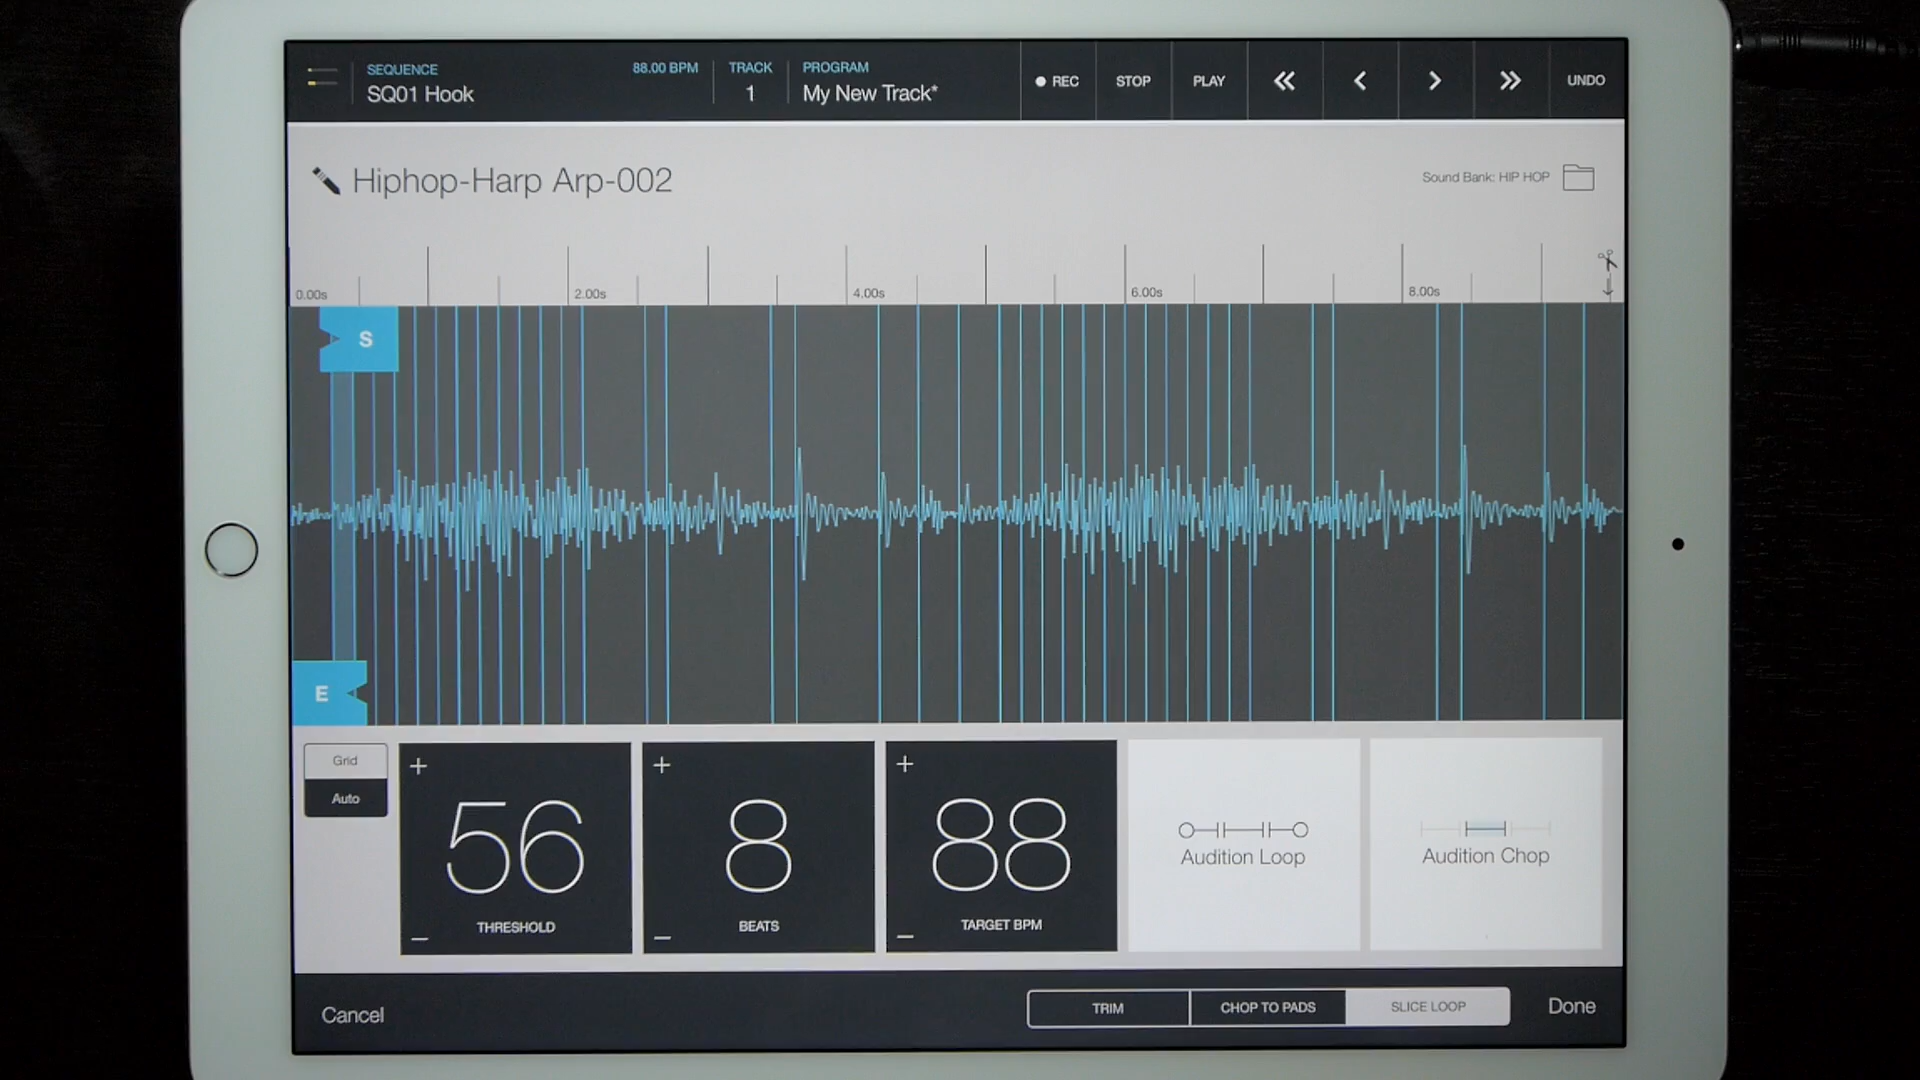 SEQUENCE 88.00 BPM TRACK PROGRAM
SQ01 Hook 1 My New Track*
REC STOP PLAY UNDO
Hiphop-Harp Arp-002
Sound Bank: HIP HOP
0.00s 2.00s 4.00s 6.00s 8.00s
S
E
Grid
Auto
+ 56 THRESHOLD −
+ 8 BEATS −
+ 88 TARGET BPM −
Audition Loop
Audition Chop
Cancel TRIM CHOP TO PADS SLICE LOOP Done